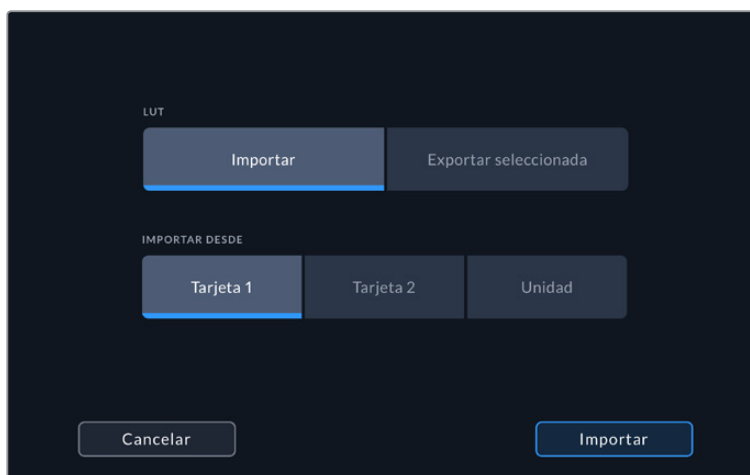 LUT
Importar Exportar seleccionada
IMPORTAR DESDE
Tarjeta 1 Tarjeta 2 Unidad
Cancelar Importar